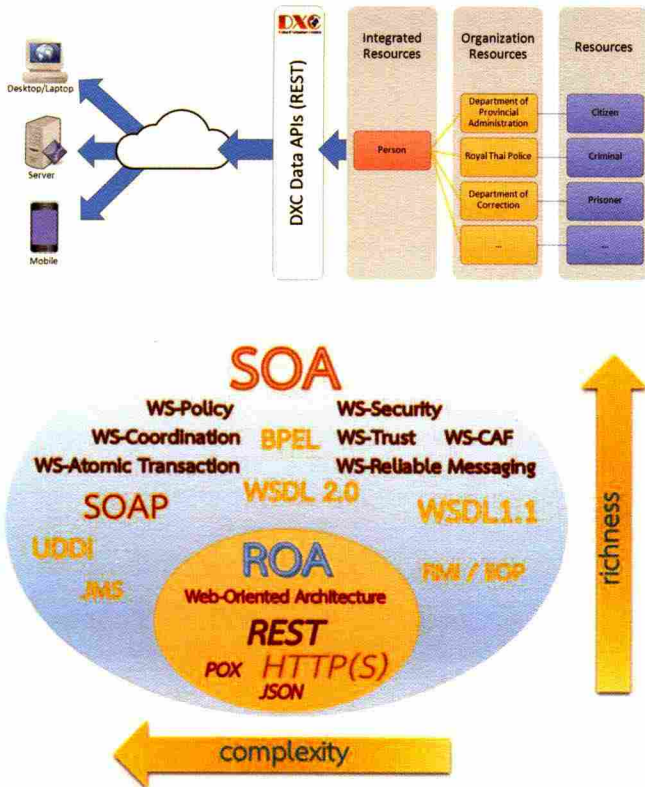 DXC
Integrated
Resources
Organization
Resources
Resources
Desktop/Laptop
Server
Mobile
DXC Data APIs (REST)
Person
Department of
Provincial
Administration
Royal Thai Police
Department of
Correction
...
Citizen
Criminal
Prisoner
...
SOA
WS-Policy
WS-Security
WS-Coordination
BPEL
WS-Trust
WS-CAF
WS-Atomic Transaction
WS-Reliable Messaging
WSDL 2.0
SOAP
WSDL1.1
UDDI
ROA
RMI / IIOP
JMS
Web-Oriented Architecture
REST
POX
HTTP(S)
JSON
richness
complexity